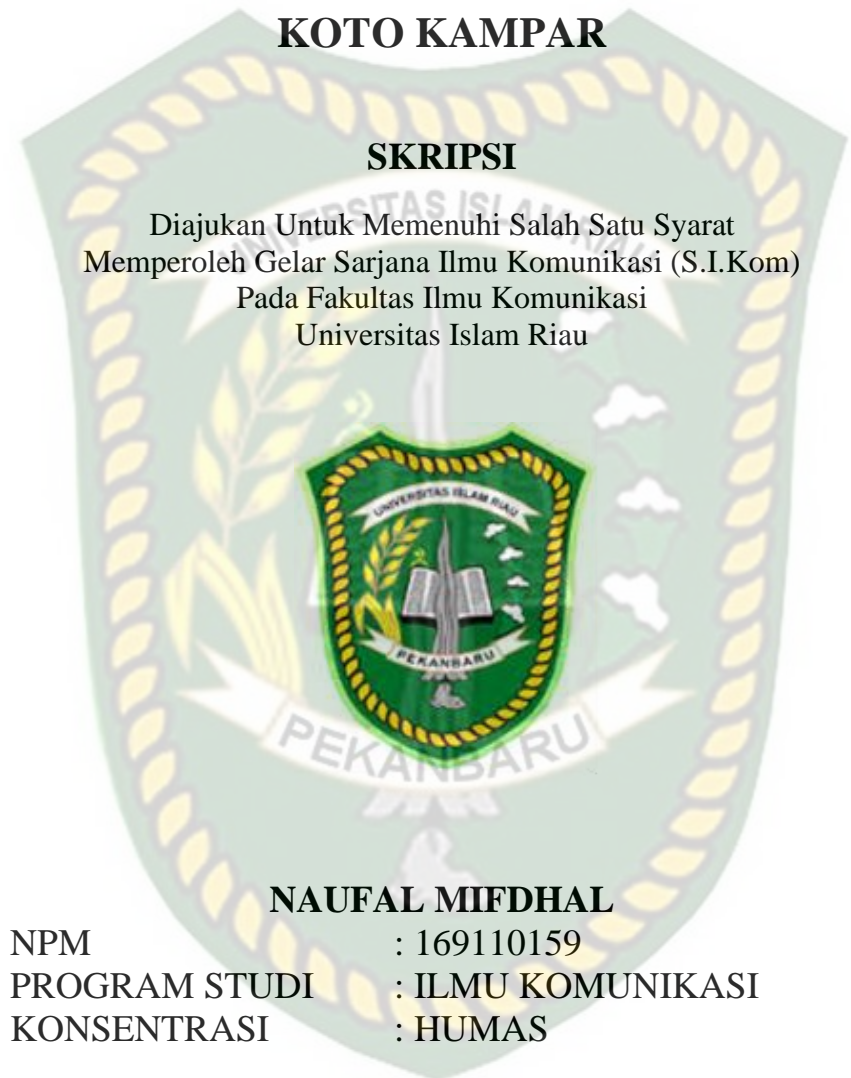 KOTO KAMPAR
SKRIPSI
Diajukan Untuk Memenuhi Salah Satu Syarat
Memperoleh Gelar Sarjana Ilmu Komunikasi (S.I.Kom)
Pada Fakultas Ilmu Komunikasi
Universitas Islam Riau
UNIVERSITAS ISLAM RIAU
PEKANBARU
PEKANBARU
NAUFAL MIFDHAL
NPM : 169110159
PROGRAM STUDI : ILMU KOMUNIKASI
KONSENTRASI : HUMAS